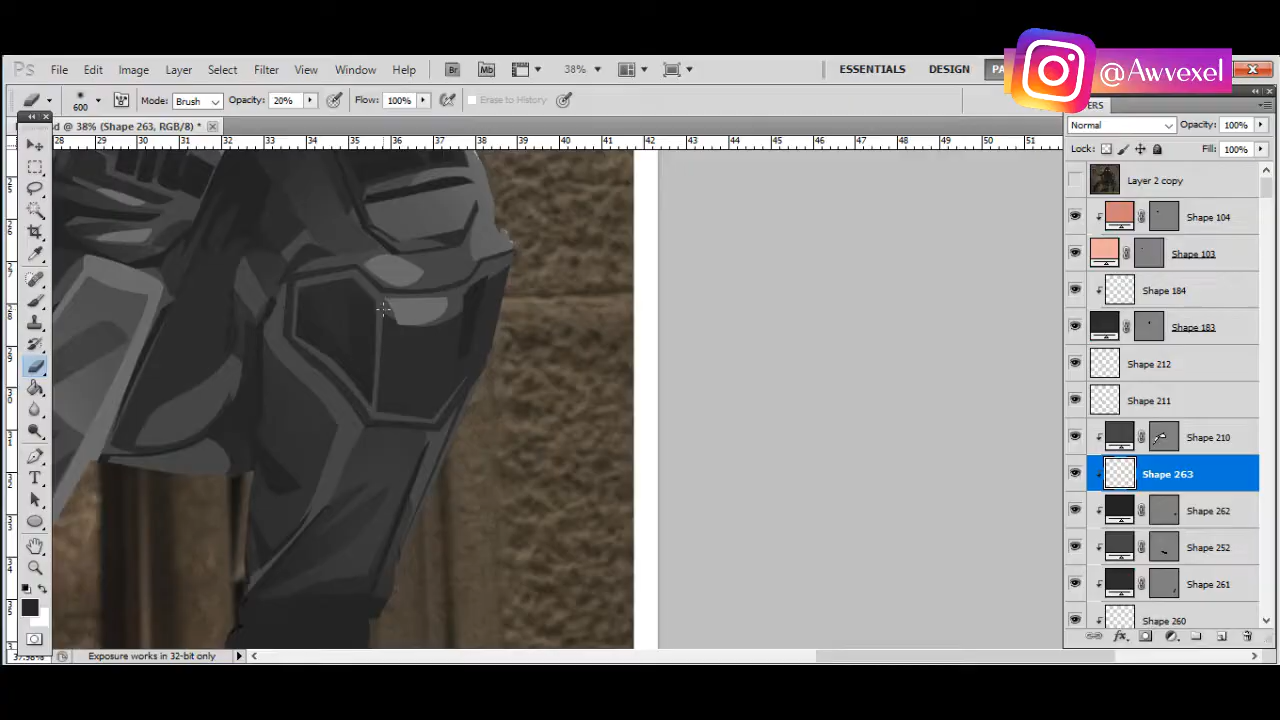 @Awvexel
Ps File Edit Image Layer Select Filter Window Help Br Mb 38% ESSENTIALS DESIGN
600 Mode: Brush Opacity: 20% Flow: 100% Erase to History
@ 38% (Shape 263, RGB/8) *
28 29 30 31 32 33 34 35 36 37 38 39 40 41 42 43 44 45 46 47 48 49 50 51
Normal Opacity: 100%
Lock: Fill: 100%
Layer 2 copy
Shape 104
Shape 103
Shape 184
Shape 183
Shape 212
Shape 211
Shape 210
Shape 263
Shape 262
Shape 252
Shape 261
Shape 260
Exposure works in 32-bit only